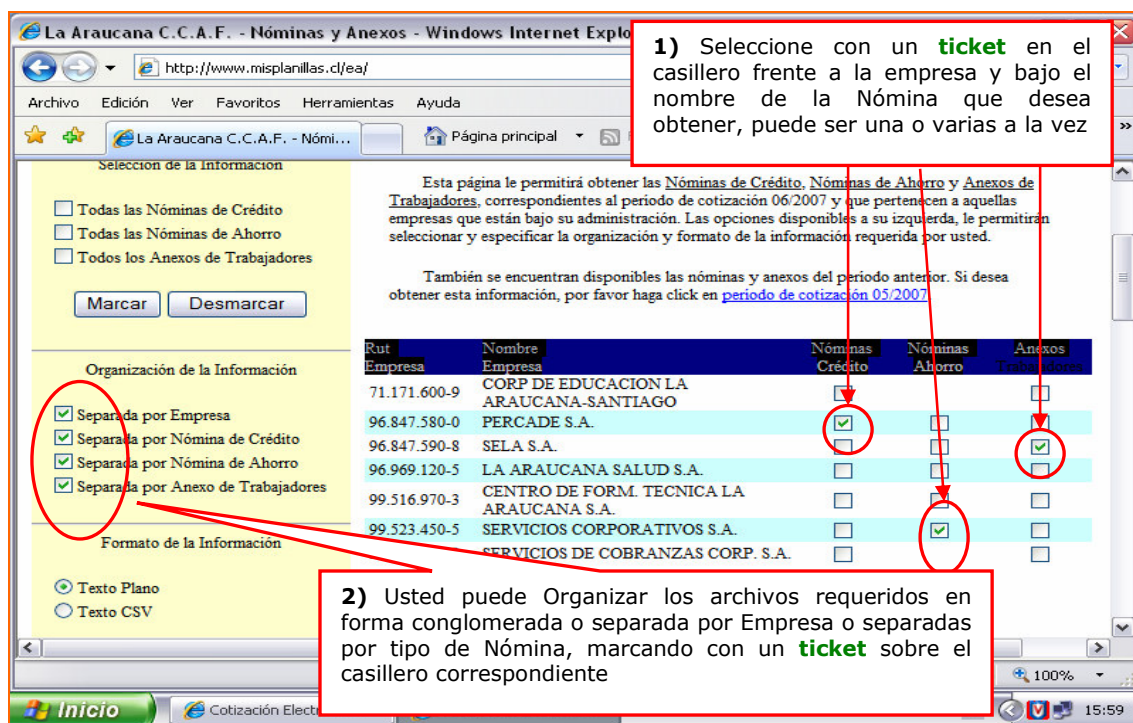 La Araucana C.C.A.F. - Nóminas y Anexos - Windows Internet Explo
1) Seleccione con un ticket en el
casillero frente a la empresa y bajo el
nombre de la Nómina que desea
obtener, puede ser una o varias a la vez
http://www.misplanillas.cl/ea/
Archivo Edición Ver Favoritos Herramientas Ayuda
La Araucana C.C.A.F. - Nómi...
Página principal
Selección de la Información
Todas las Nóminas de Crédito
Todas las Nóminas de Ahorro
Todos los Anexos de Trabajadores
Marcar Desmarcar
Organización de la Información
Separada por Empresa
Separada por Nómina de Crédito
Separada por Nómina de Ahorro
Separada por Anexo de Trabajadores
Formato de la Información
Texto Plano
Texto CSV
Esta página le permitirá obtener las Nóminas de Crédito, Nóminas de Ahorro y Anexos de
Trabajadores, correspondientes al periodo de cotización 06/2007 y que pertenecen a aquellas
empresas que están bajo su administración. Las opciones disponibles a su izquierda, le permitirán
seleccionar y especificar la organización y formato de la información requerida por usted.
También se encuentran disponibles las nóminas y anexos del periodo anterior. Si desea
obtener esta información, por favor haga click en periodo de cotización 05/2007.
Rut Nombre Nóminas Nóminas Anexos
Empresa Empresa Crédito Ahorro Trabajadores
71.171.600-9 CORP DE EDUCACION LA
ARAUCANA-SANTIAGO
96.847.580-0 PERCADE S.A.
96.847.590-8 SELA S.A.
96.969.120-5 LA ARAUCANA SALUD S.A.
99.516.970-3 CENTRO DE FORM. TECNICA LA
ARAUCANA S.A.
99.523.450-5 SERVICIOS CORPORATIVOS S.A.
SERVICIOS DE COBRANZAS CORP. S.A.
2) Usted puede Organizar los archivos requeridos en
forma conglomerada o separada por Empresa o separadas
por tipo de Nómina, marcando con un ticket sobre el
casillero correspondiente
100%
Inicio
Cotización Elect
15:59